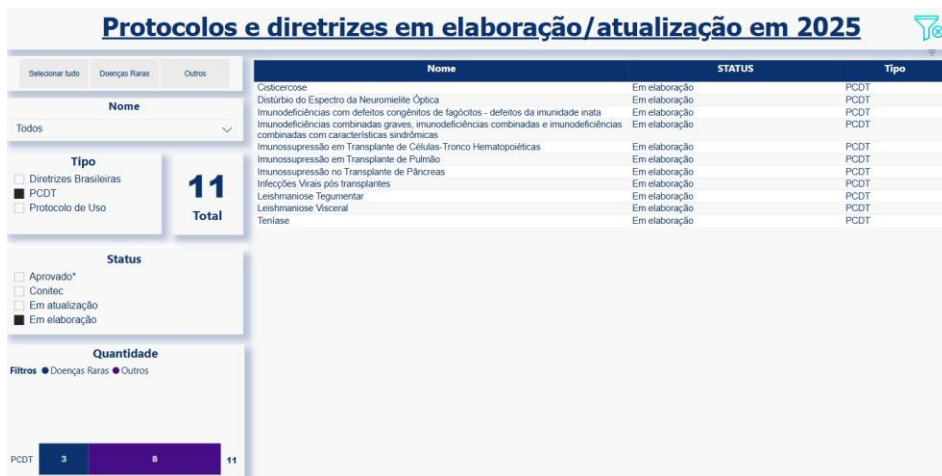 Protocolos e diretrizes em elaboração/atualização em 2025
Selecionar tudo Doenças Raras Outros
Nome
Todos
Tipo
Diretrizes Brasileiras
PCDT
Protocolo de Uso
11
Total
Status
Aprovado*
Conitec
Em atualização
Em elaboração
Quantidade
Filtros Doenças Raras Outros
PCDT 3 8 11
Nome STATUS Tipo
Cisticercose Em elaboração PCDT
Distúrbio do Espectro da Neuromielite Óptica Em elaboração PCDT
Imunodeficiências com defeitos congênitos de fagócitos - defeitos da imunidade inata Em elaboração PCDT
Imunodeficiências combinadas graves, imunodeficiências combinadas e imunodeficiências Em elaboração PCDT
combinadas com características sindrômicas
Imunossupressão em Transplante de Células-Tronco Hematopoiéticas Em elaboração PCDT
Imunossupressão em Transplante de Pulmão Em elaboração PCDT
Imunossupressão no Transplante de Pâncreas Em elaboração PCDT
Infecções Virais pós transplantes Em elaboração PCDT
Leishmaniose Tegumentar Em elaboração PCDT
Leishmaniose Visceral Em elaboração PCDT
Teníase Em elaboração PCDT